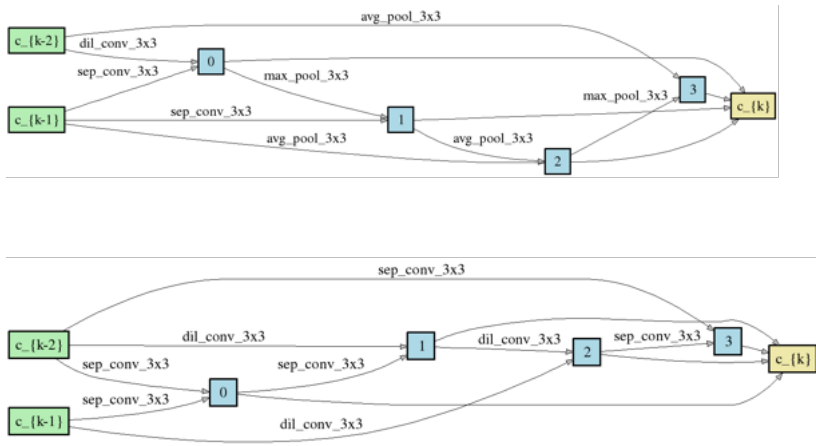 avg_pool_3x3
c_{k-2}
dil_conv_3x3
0
sep_conv_3x3
max_pool_3x3
3
max_pool_3x3
c_{k}
c_{k-1}
sep_conv_3x3
1
avg_pool_3x3
avg_pool_3x3
2
sep_conv_3x3
c_{k-2}
dil_conv_3x3
1
dil_conv_3x3
sep_conv_3x3
3
2
c_{k}
sep_conv_3x3
sep_conv_3x3
0
sep_conv_3x3
c_{k-1}
dil_conv_3x3